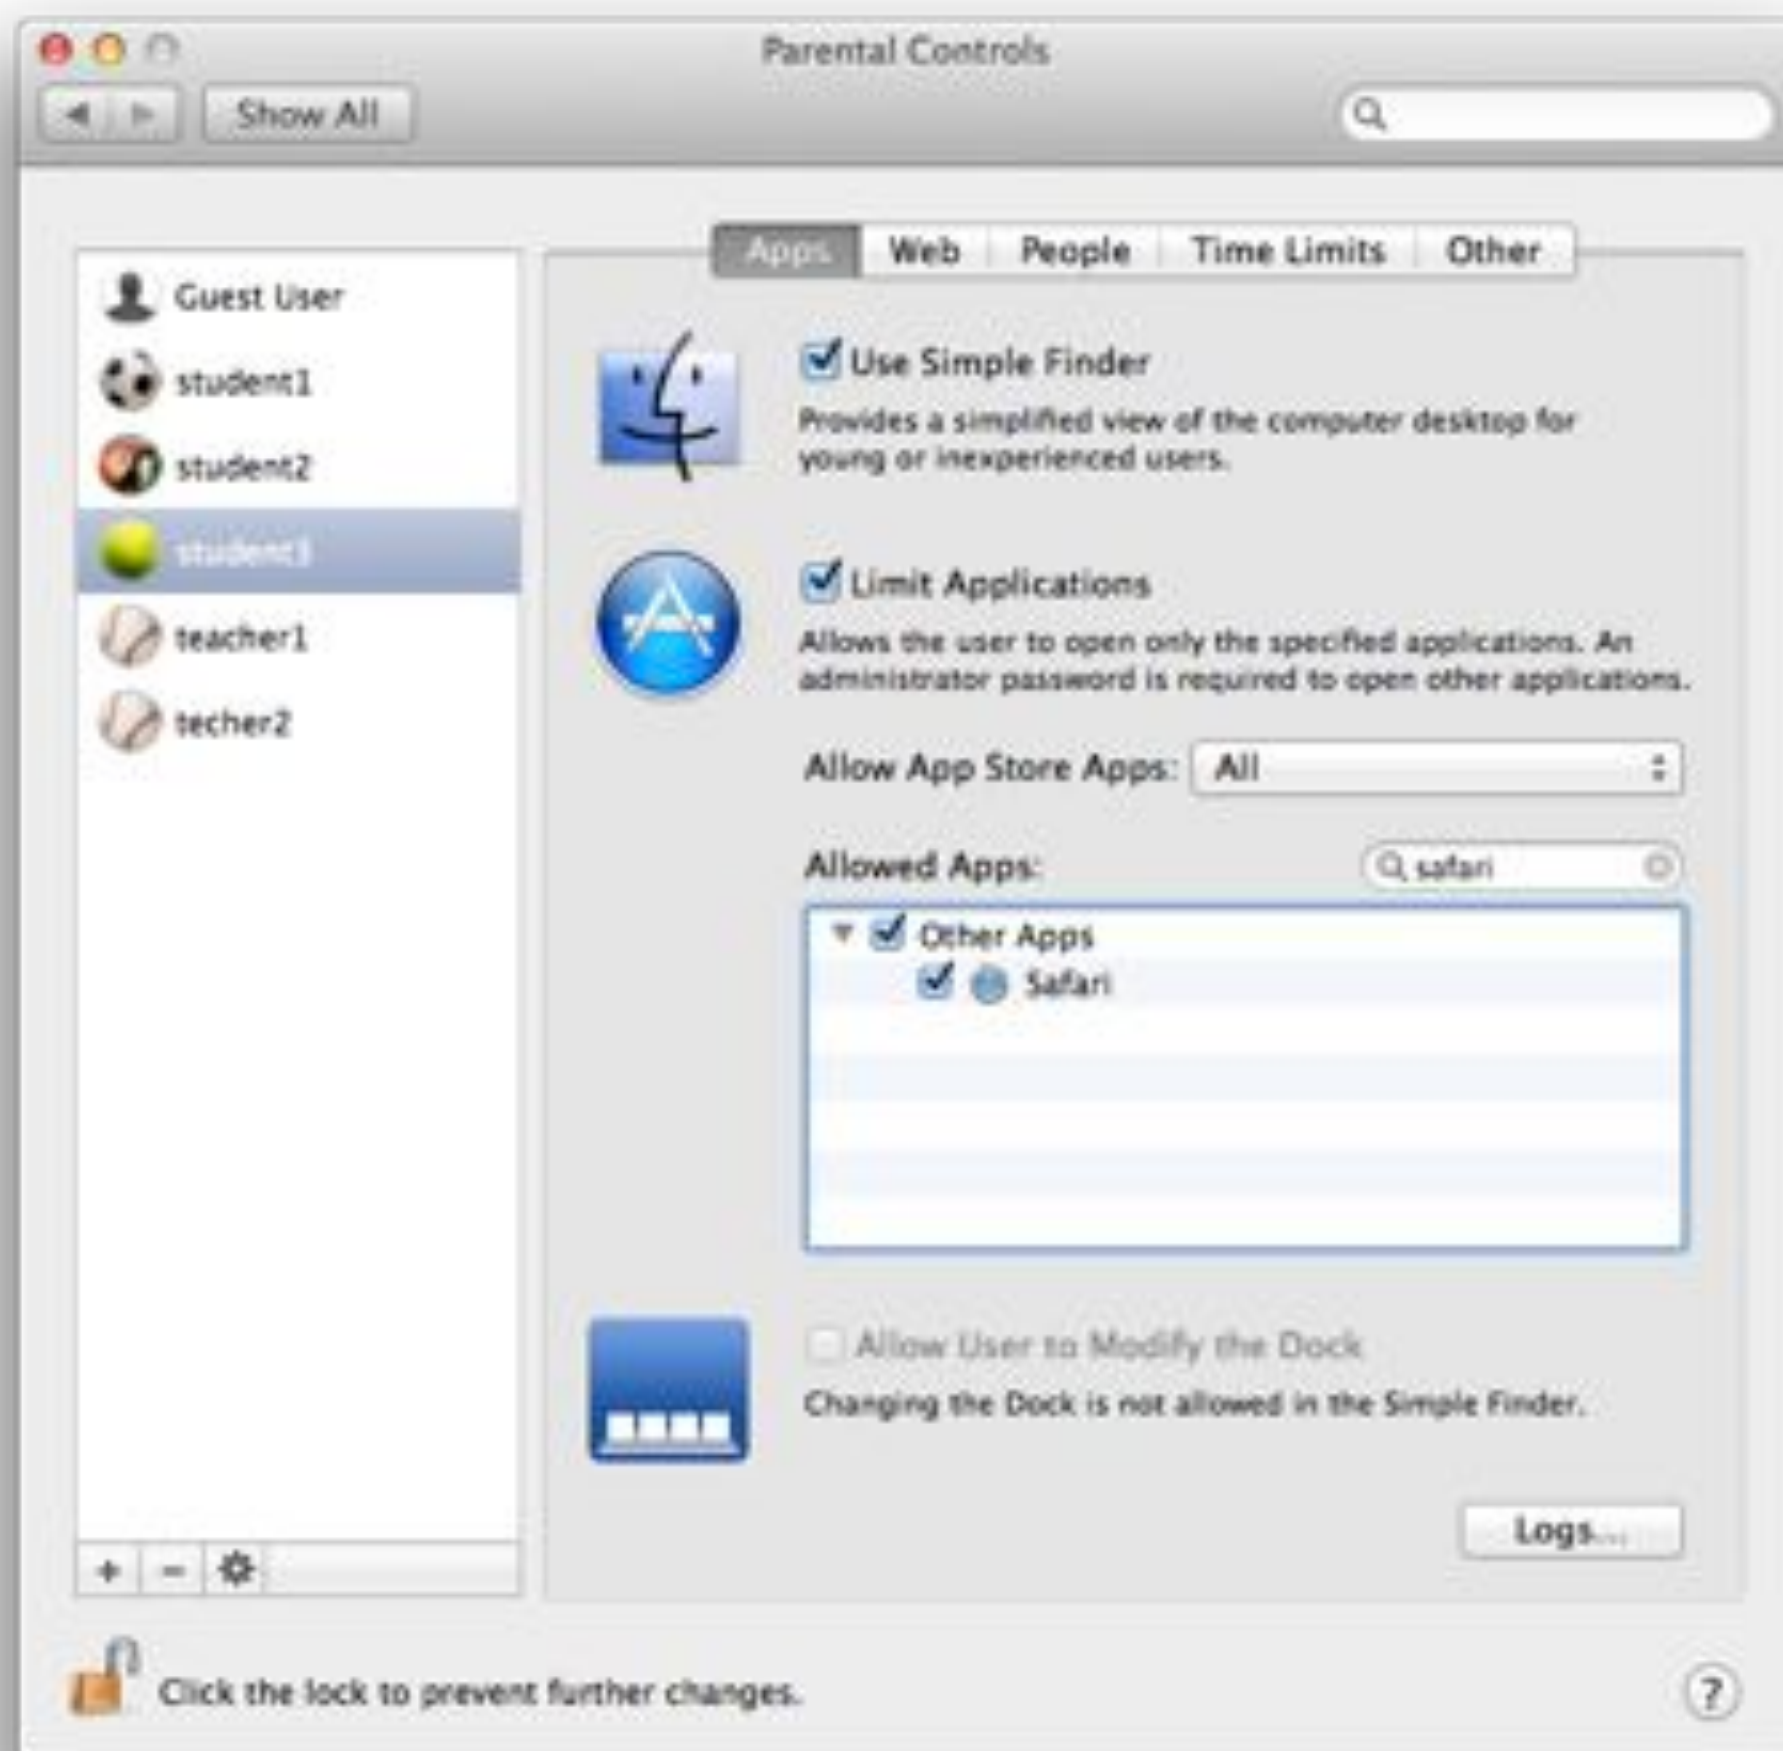 Parental Controls
Show All
Apps Web People Time Limits Other
Guest User
student1
student2
student3
teacher1
techer2
Use Simple Finder
Provides a simplified view of the computer desktop for
young or inexperienced users.
Limit Applications
Allows the user to open only the specified applications. An
administrator password is required to open other applications.
Allow App Store Apps: All
Allowed Apps: safari
Other Apps
Safari
Allow User to Modify the Dock
Changing the Dock is not allowed in the Simple Finder.
Logs...
+ −
Click the lock to prevent further changes.
?